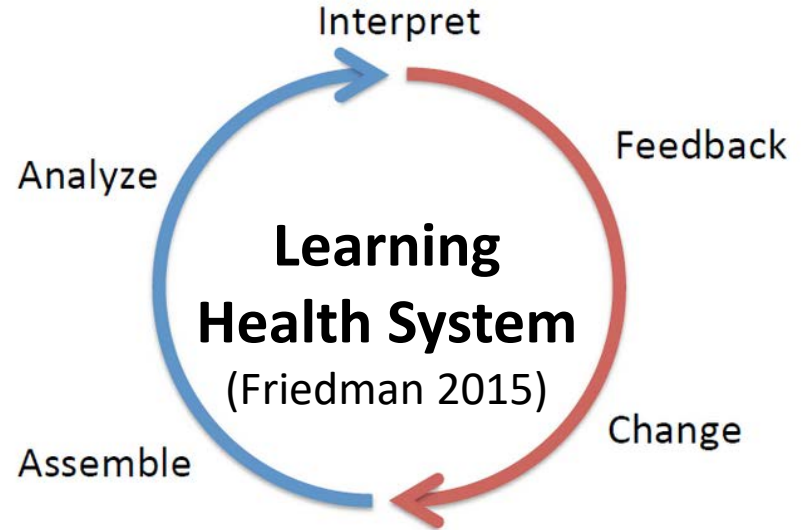 Interpret
Feedback
Analyze
Learning
Health System
(Friedman 2015)
Change
Assemble